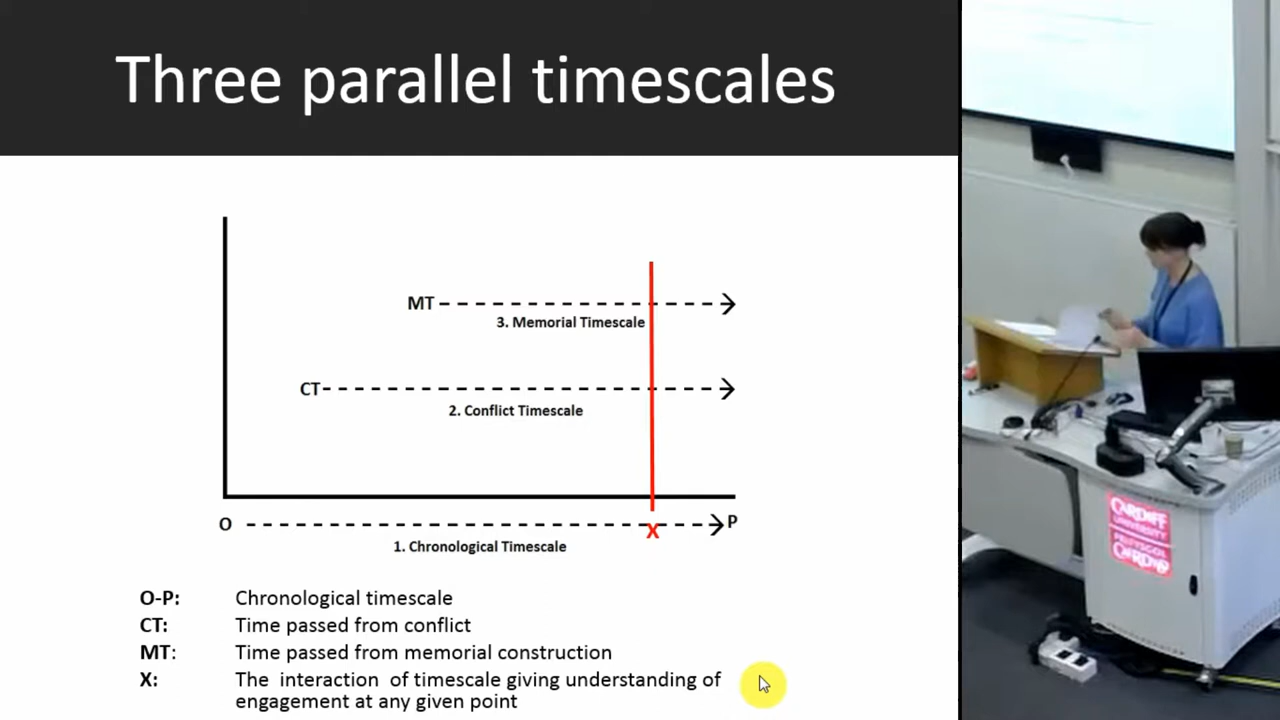 Three parallel timescales
MT
3. Memorial Timescale
CT
2. Conflict Timescale
O
X
P
1. Chronological Timescale
O-P: Chronological timescale
CT: Time passed from conflict
MT: Time passed from memorial construction
X: The interaction of timescale giving understanding of
engagement at any given point
CARDIFF
UNIVERSITY
PRIFYSGOL
CAERDYDD